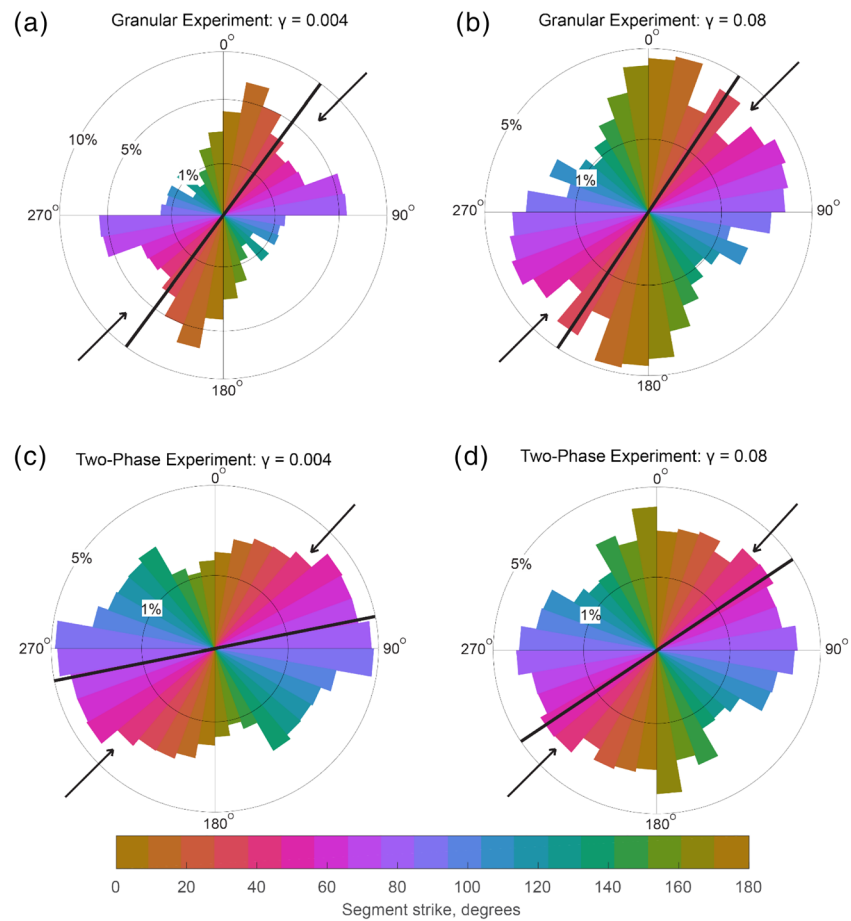 (a)
Granular Experiment: γ = 0.004
0°
10%
5%
1%
270°
90°
180°
(b)
Granular Experiment: γ = 0.08
0°
5%
1%
270°
90°
180°
(c)
Two-Phase Experiment: γ = 0.004
0°
5%
1%
270°
90°
180°
(d)
Two-Phase Experiment: γ = 0.08
0°
5%
1%
270°
90°
180°
0 20 40 60 80 100 120 140 160 180
Segment strike, degrees